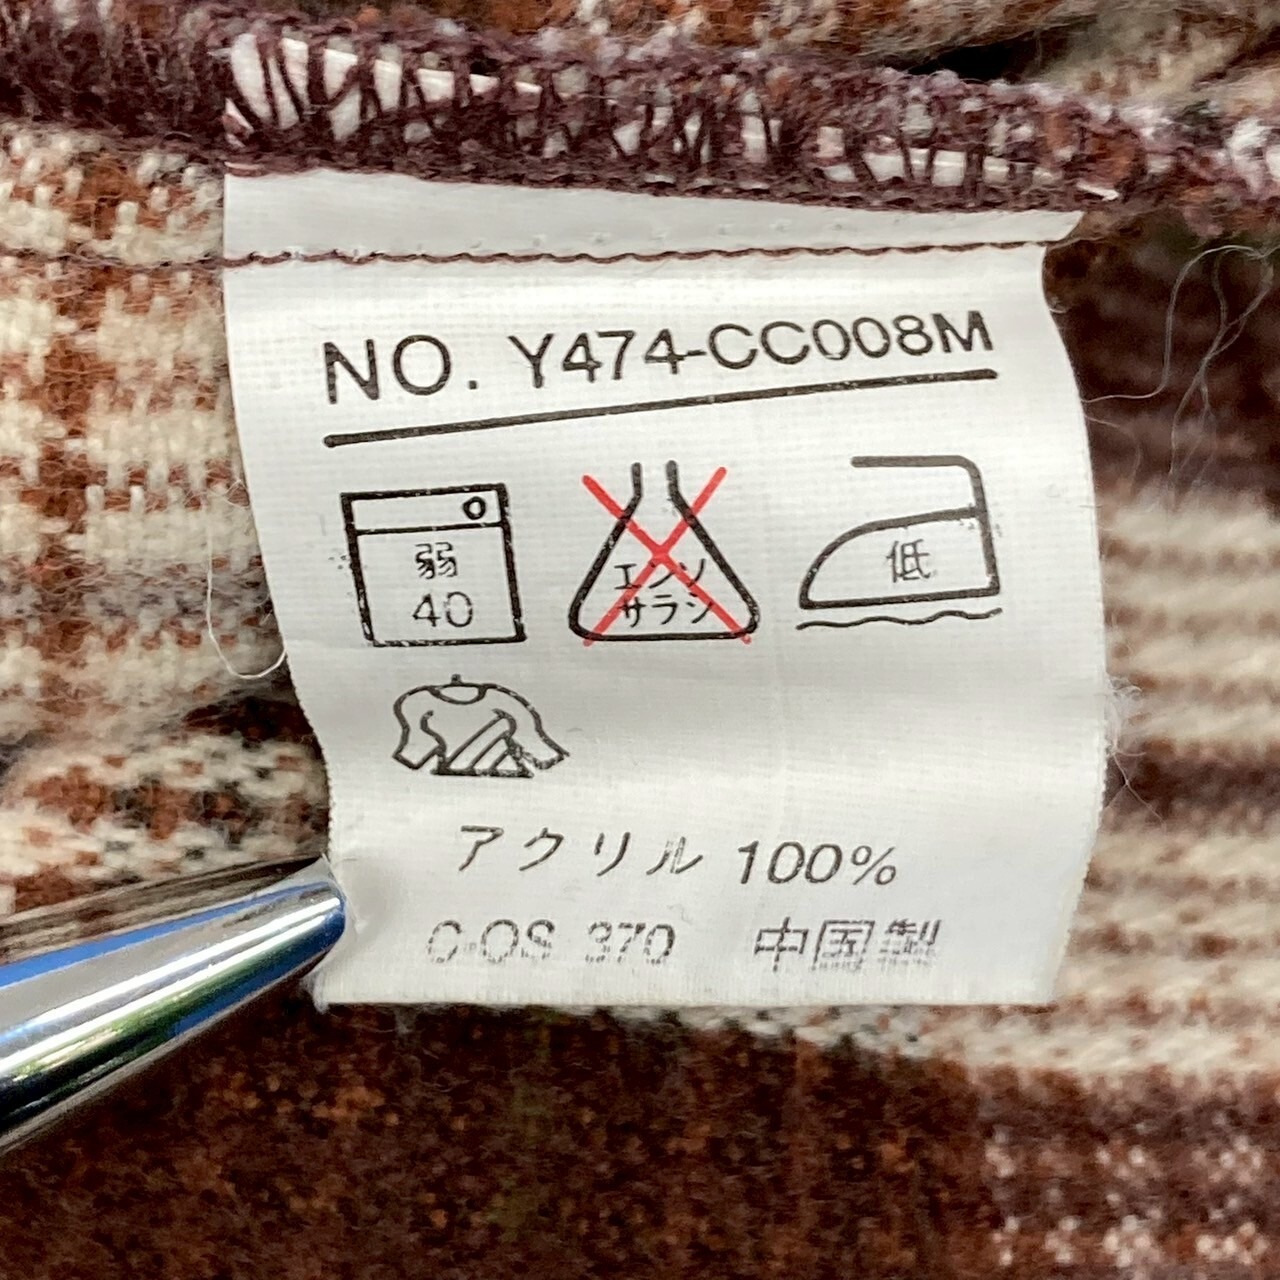 NO. Y474-CC008M
弱
40
エンソ
サラシ
低
アクリル 100%
C-OS 370 中国製